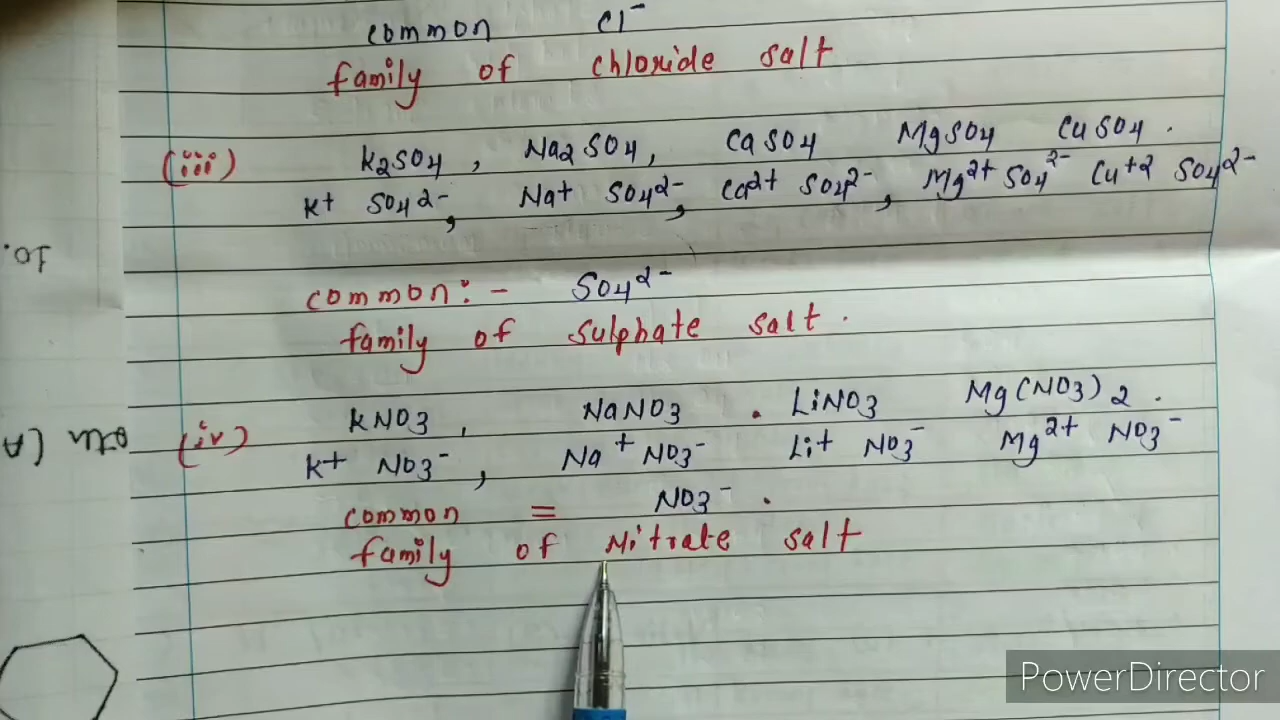 common Cl⁻
family of chloride salt
(iii) K2SO4, Na2SO4, CaSO4 MgSO4 CuSO4.
K+ SO4 2-, Na+ SO4 2-, Ca2+ SO4 2-, Mg2+ SO4 2- Cu+2 SO4 2-
10.
common:- SO4 2-
family of sulphate salt.
(iv) KNO3, NaNO3. LiNO3 Mg(NO3)2.
K+ NO3-, Na+ NO3- Li+ NO3- Mg2+ NO3-
common = NO3-.
family of Nitrate salt
PowerDirector